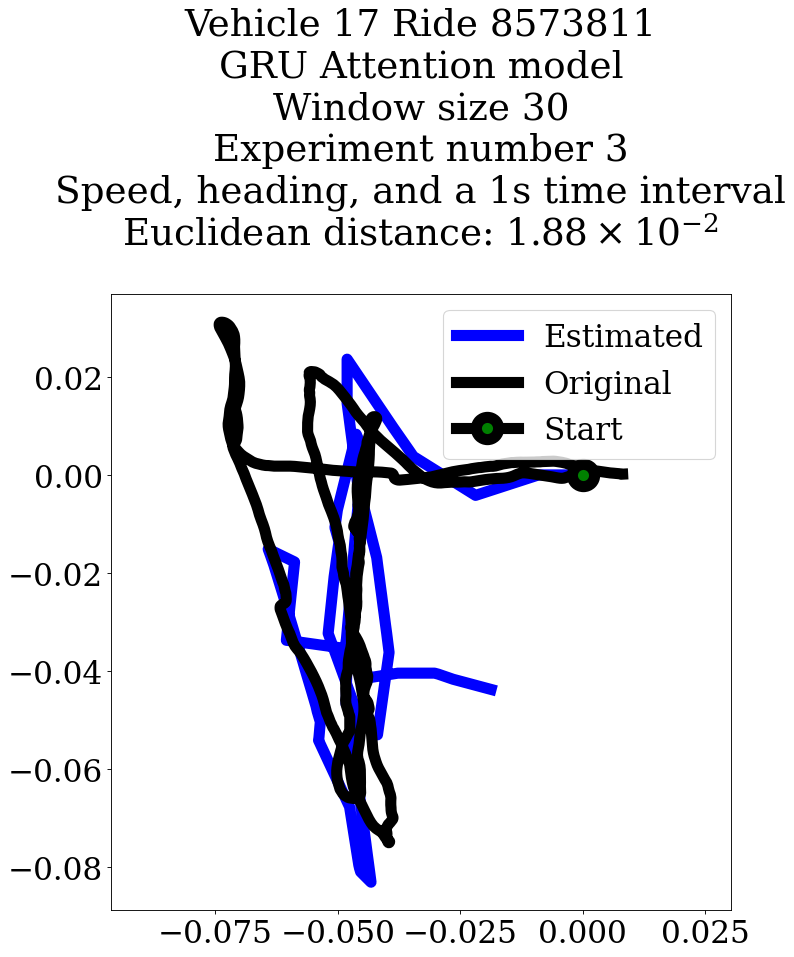 Vehicle 17 Ride 8573811
GRU Attention model
Window size 30
Experiment number 3
Speed, heading, and a 1s time interval
Euclidean distance: 1.88 × 10⁻²
Estimated
Original
Start
0.02
0.00
−0.02
−0.04
−0.06
−0.08
−0.075 −0.050 −0.025 0.000 0.025